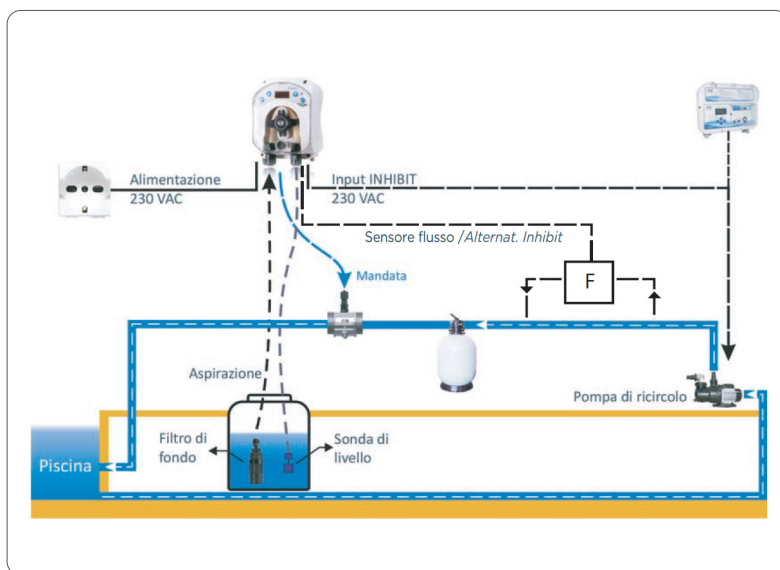 Alimentazione
230 VAC
Input INHIBIT
230 VAC
Sensore flusso /Alternat. Inhibit
F
Mandata
Aspirazione
Pompa di ricircolo
Filtro di
fondo
Sonda di
livello
Piscina